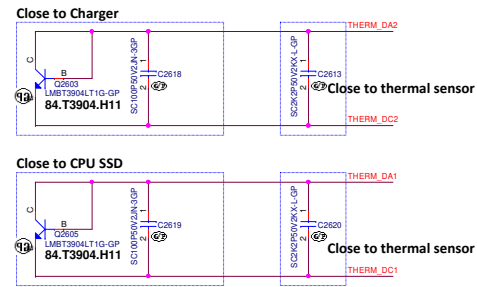 Close to Charger
THERM_DA2
C
B
Q2603
LMBT3904LT1G-GP
84.T3904.H11
SC100P50V2JN-3GP
1
C2618
2
SC2K2P50V2KX-L-GP
1
C2613
2
Close to thermal sensor
THERM_DC2
Close to CPU SSD
THERM_DA1
C
B
Q2605
LMBT3904LT1G-GP
84.T3904.H11
SC100P50V2JN-3GP
1
C2619
2
SC2K2P50V2KX-L-GP
1
C2620
2
Close to thermal sensor
THERM_DC1